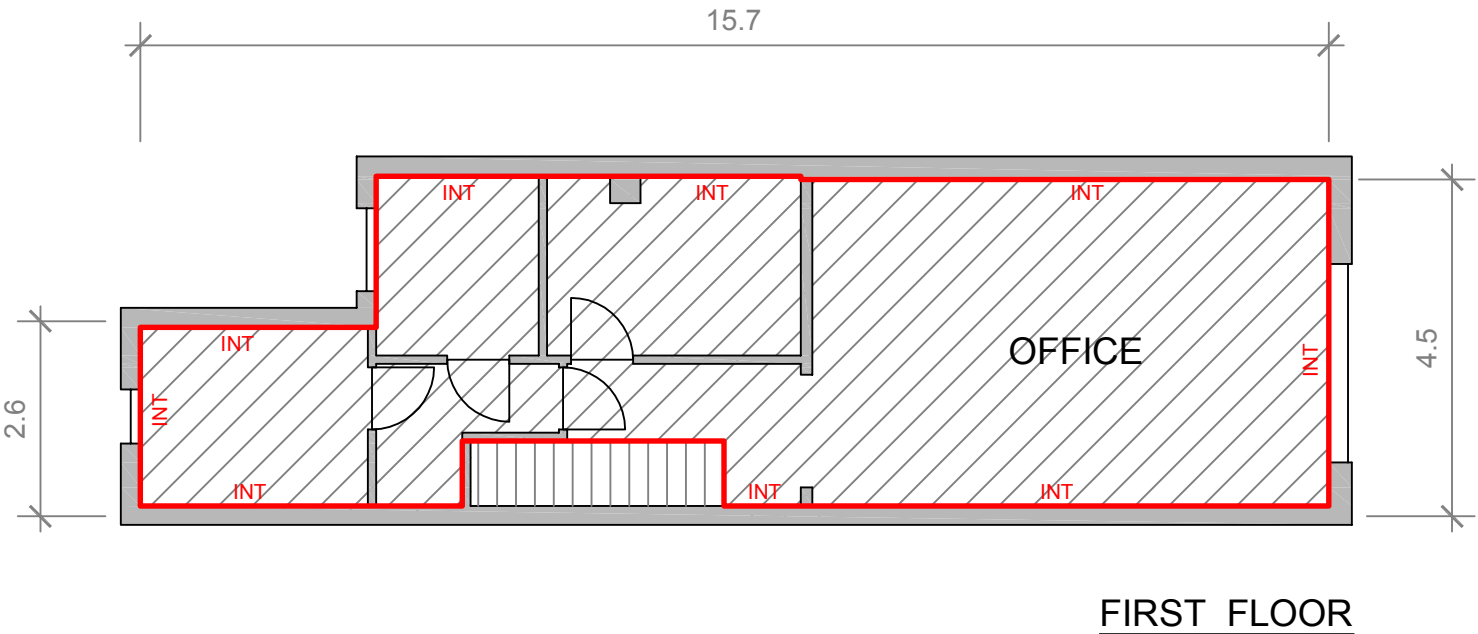 15.7
INT
INT
INT
INT
OFFICE
INT
4.5
2.6
INT
INT
INT
INT
FIRST FLOOR